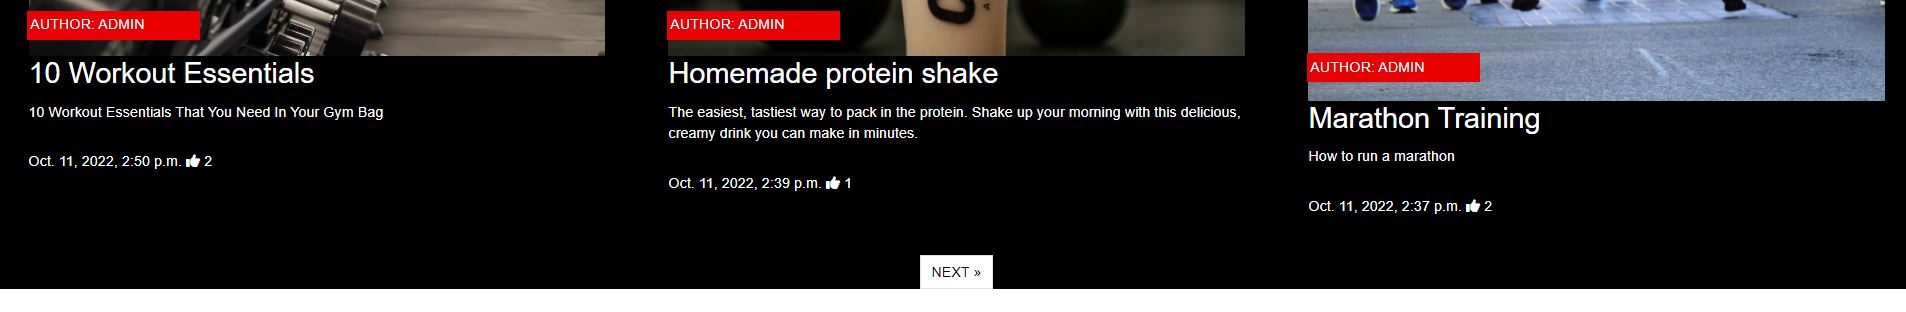 AUTHOR: ADMIN
10 Workout Essentials
10 Workout Essentials That You Need In Your Gym Bag
Oct. 11, 2022, 2:50 p.m. 2
AUTHOR: ADMIN
Homemade protein shake
The easiest, tastiest way to pack in the protein. Shake up your morning with this delicious,
creamy drink you can make in minutes.
Oct. 11, 2022, 2:39 p.m. 1
AUTHOR: ADMIN
Marathon Training
How to run a marathon
Oct. 11, 2022, 2:37 p.m. 2
NEXT »